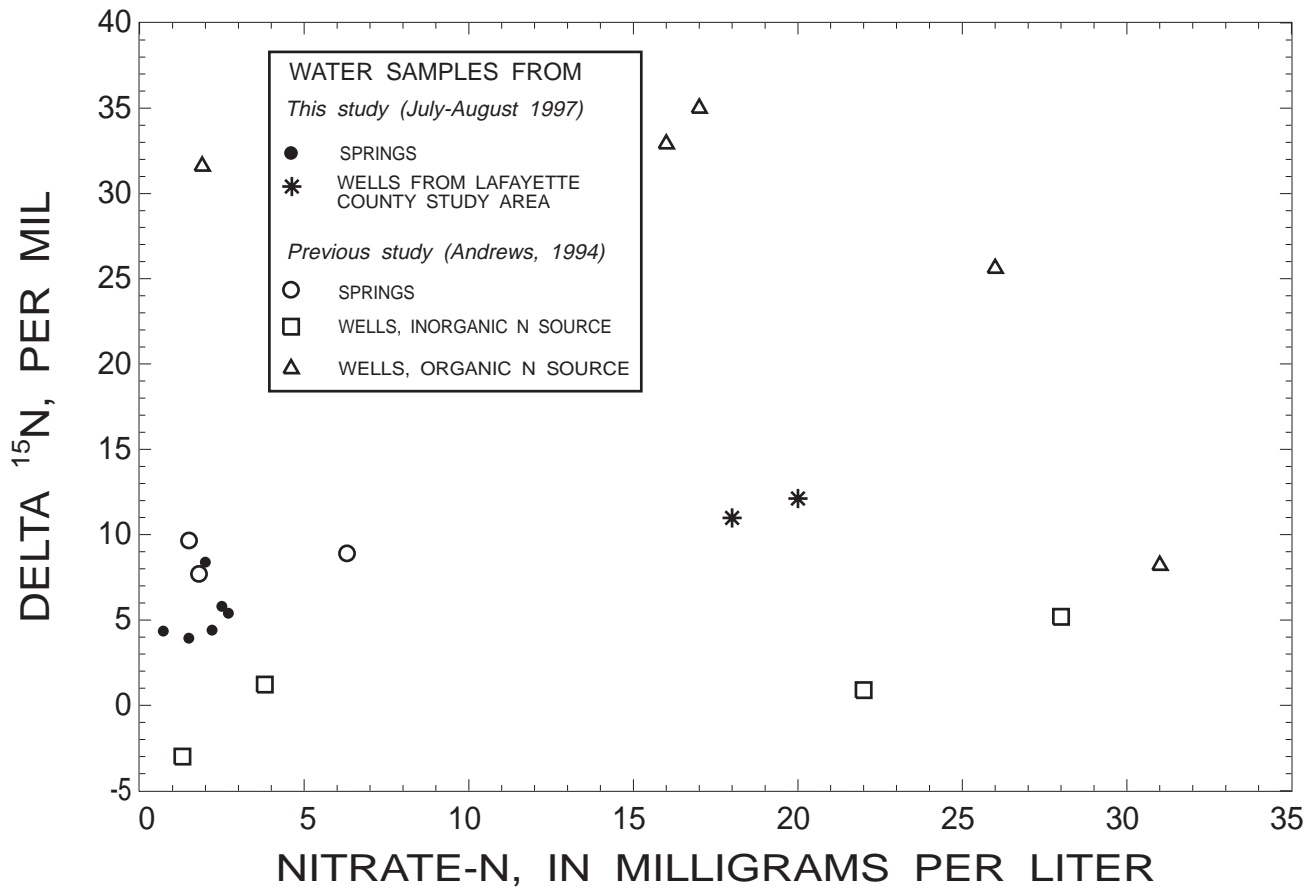 40
35
30
25
20
15
10
5
0
-5
DELTA 15N, PER MIL
WATER SAMPLES FROM
This study (July-August 1997)
SPRINGS
WELLS FROM LAFAYETTE
COUNTY STUDY AREA
Previous study (Andrews, 1994)
SPRINGS
WELLS, INORGANIC N SOURCE
WELLS, ORGANIC N SOURCE
0 5 10 15 20 25 30 35
NITRATE-N, IN MILLIGRAMS PER LITER